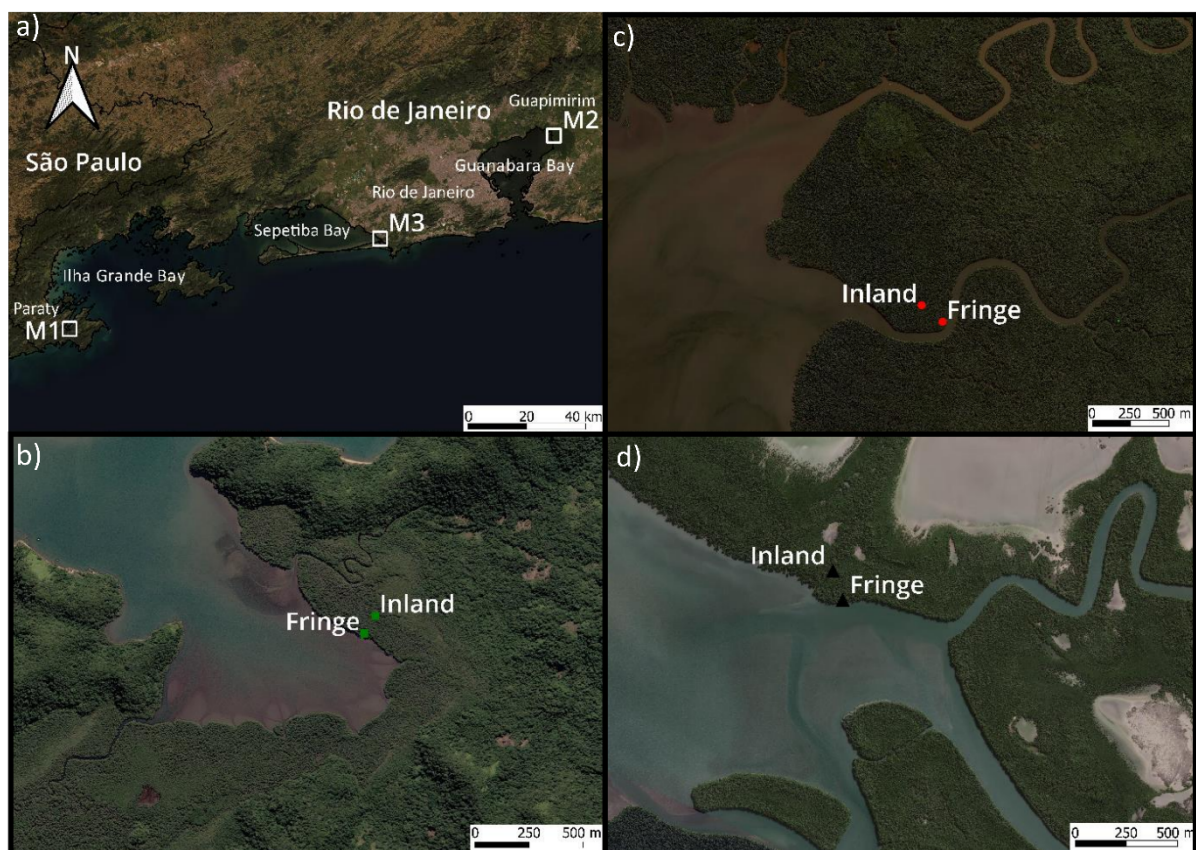 a)
N
São Paulo
Rio de Janeiro
Guapimirim
M2
Guanabara Bay
Rio de Janeiro
M3
Sepetiba Bay
Ilha Grande Bay
Paraty
M1
0 20 40 km
c)
Inland
Fringe
0 250 500 m
b)
Inland
Fringe
0 250 500 m
d)
Inland
Fringe
0 250 500 m